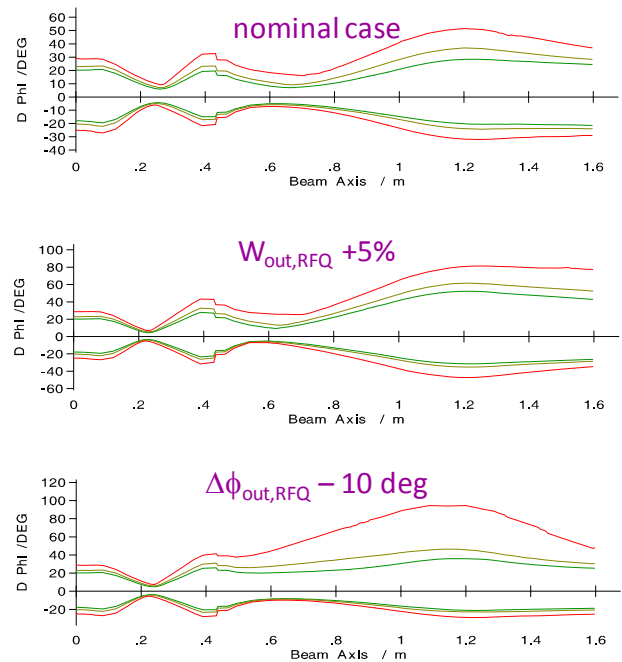 nominal case
D PhI /DEG
60
50
40
30
20
10
0
-10
-20
-30
-40
0 .2 .4 .6 .8 1 1.2 1.4 1.6
Beam Axis / m
W_out,RFQ +5%
D PhI /DEG
100
80
60
40
20
0
-20
-40
-60
0 .2 .4 .6 .8 1 1.2 1.4 1.6
Beam Axis / m
Δϕ_out,RFQ – 10 deg
D PhI /DEG
120
100
80
60
40
20
0
-20
0 .2 .4 .6 .8 1 1.2 1.4 1.6
Beam Axis / m